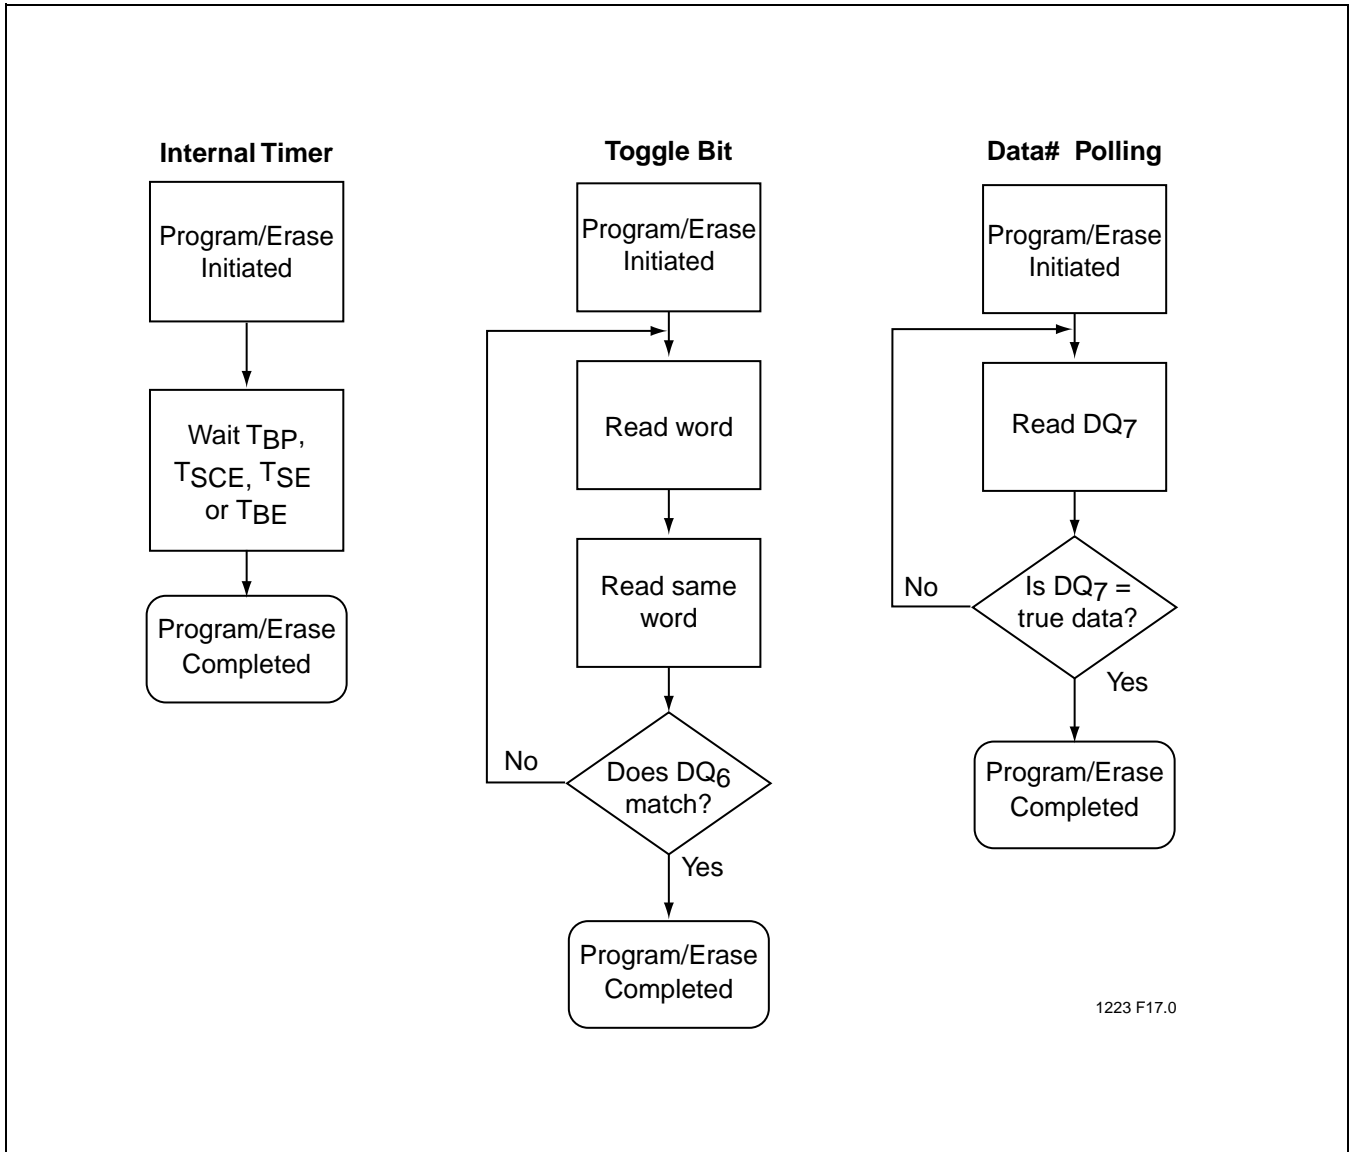 Internal Timer
Program/Erase
Initiated
Wait TBP,
TSCE, TSE
or TBE
Program/Erase
Completed
Toggle Bit
Program/Erase
Initiated
Read word
Read same
word
Does DQ6
match?
No
Yes
Program/Erase
Completed
Data# Polling
Program/Erase
Initiated
Read DQ7
Is DQ7 =
true data?
No
Yes
Program/Erase
Completed
1223 F17.0